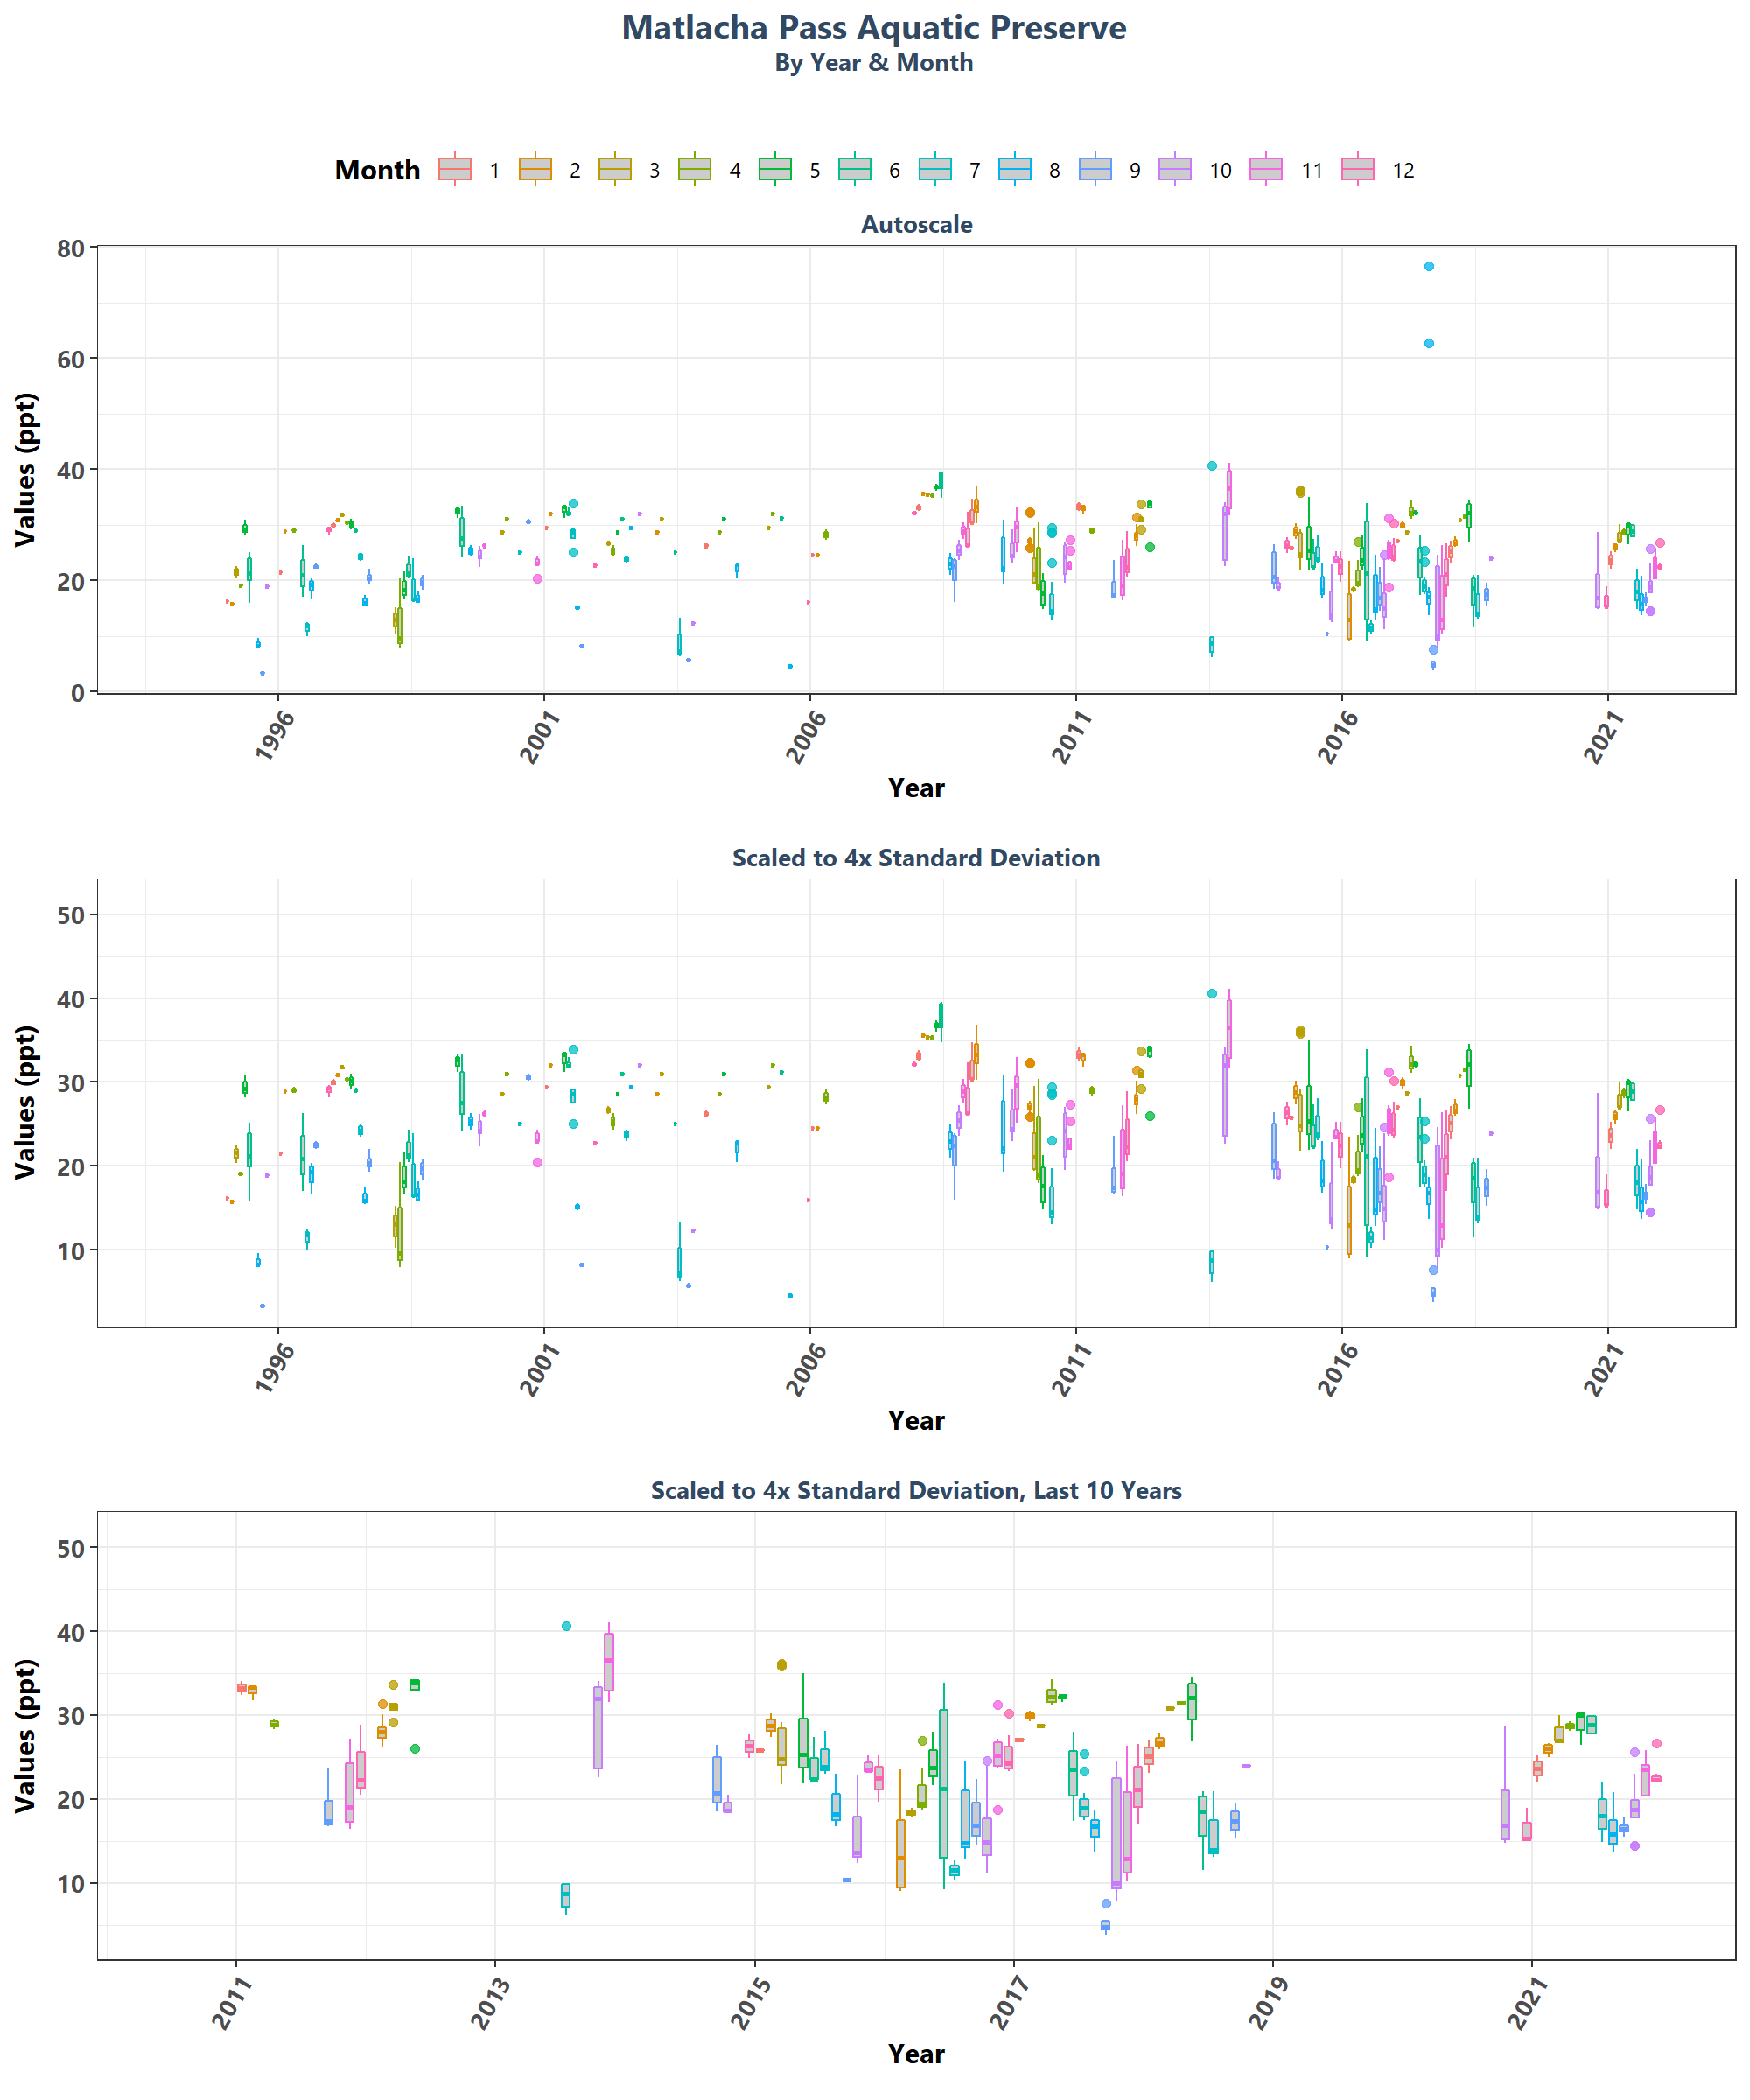 Matlacha Pass Aquatic Preserve
By Year & Month
Month 1 2 3 4 5 6 7 8 9 10 11 12
Autoscale
Values (ppt)
80
60
40
20
0
1996 2001 2006 2011 2016 2021
Year
Scaled to 4x Standard Deviation
Values (ppt)
50
40
30
20
10
1996 2001 2006 2011 2016 2021
Year
Scaled to 4x Standard Deviation, Last 10 Years
Values (ppt)
50
40
30
20
10
2011 2013 2015 2017 2019 2021
Year